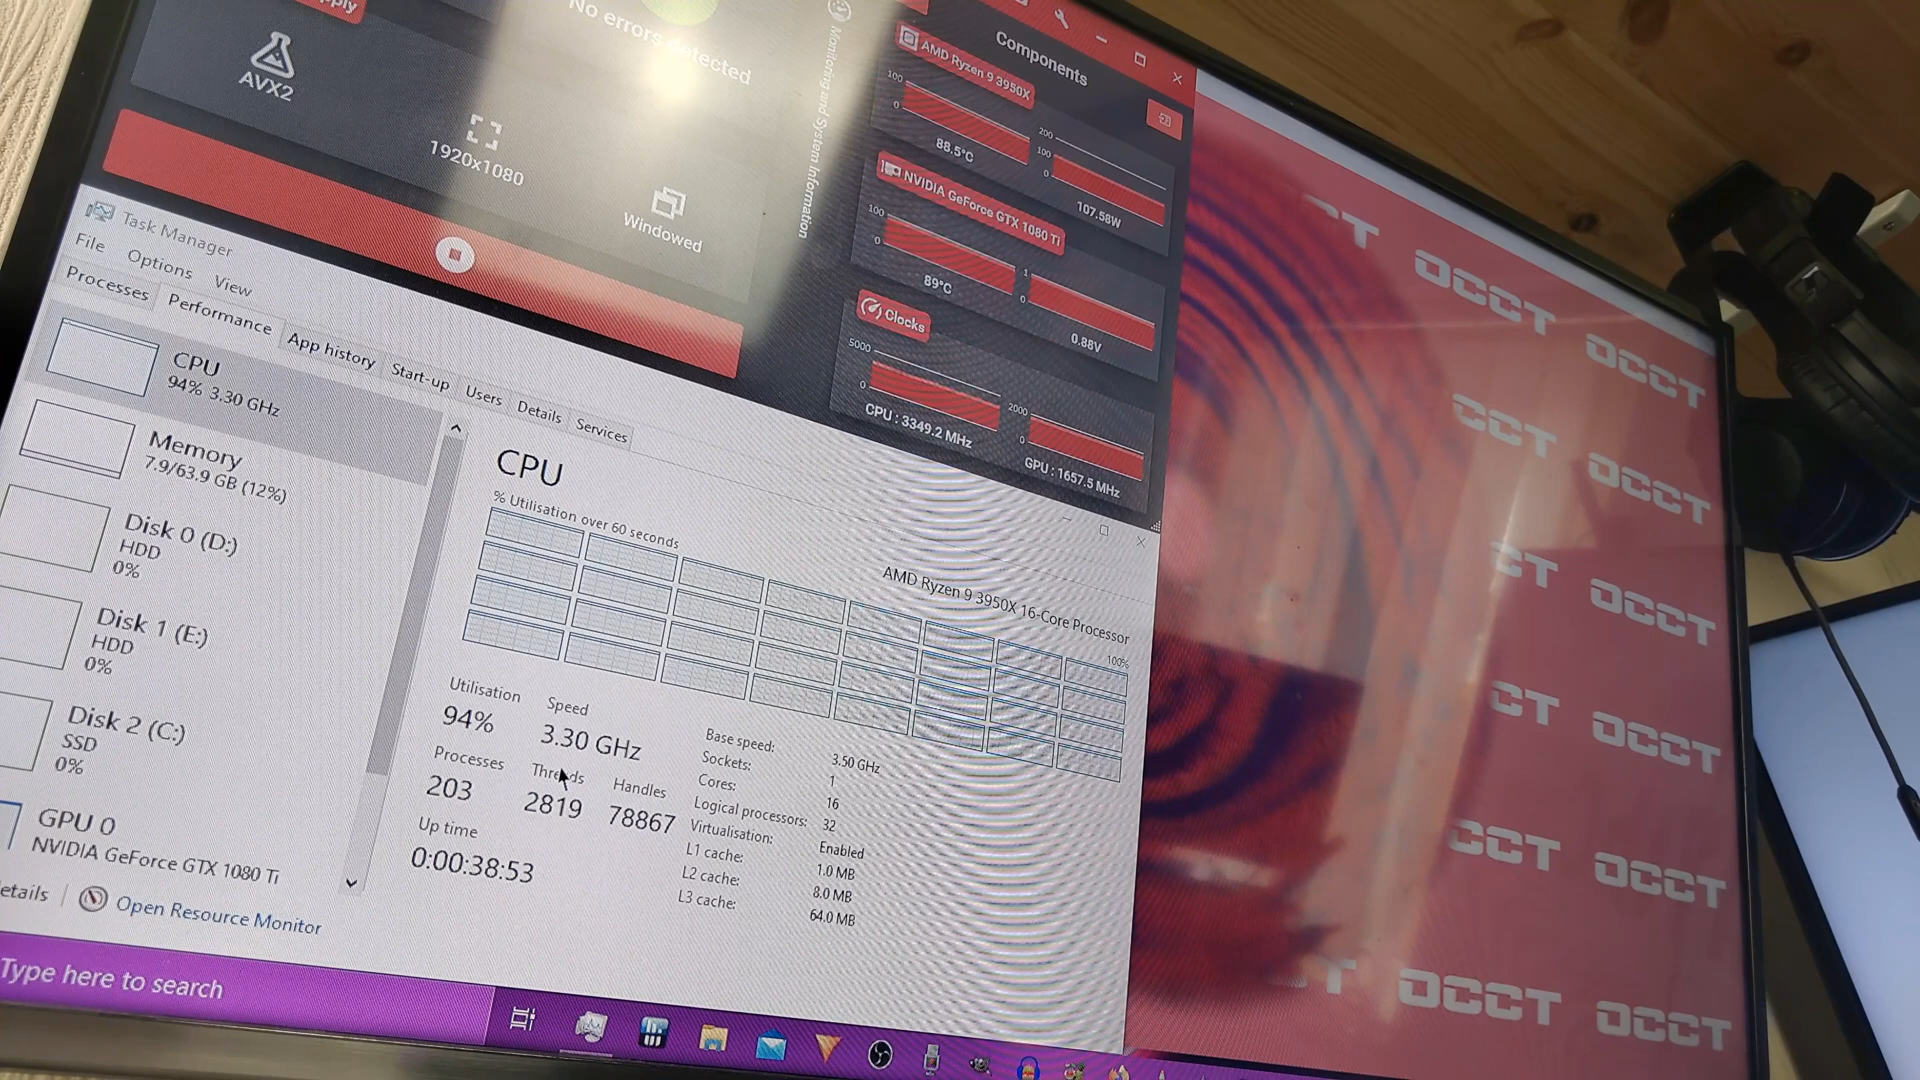 No errors detected
AVX2
1920x1080
Windowed
Monitoring and System Information
Components
AMD Ryzen 9 3950X
100
0
88.5°C
200
100
0
107.58W
NVIDIA GeForce GTX 1080 Ti
100
0
89°C
1
0
0.88V
Clocks
5000
0
CPU : 3349.2 MHz
2000
0
GPU : 1657.5 MHz
Task Manager
File Options View
Processes Performance App history Start-up Users Details Services
CPU
94% 3.30 GHz
Memory
7.9/63.9 GB (12%)
Disk 0 (D:)
HDD
0%
Disk 1 (E:)
HDD
0%
Disk 2 (C:)
SSD
0%
GPU 0
NVIDIA GeForce GTX 1080 Ti
CPU
AMD Ryzen 9 3950X 16-Core Processor
% Utilisation over 60 seconds
100%
Utilisation
94%
Speed
3.30 GHz
Processes
203
Threads
2819
Handles
78867
Up time
0:00:38:53
Base speed: 3.50 GHz
Sockets: 1
Cores: 16
Logical processors: 32
Virtualisation: Enabled
L1 cache: 1.0 MB
L2 cache: 8.0 MB
L3 cache: 64.0 MB
etails
Open Resource Monitor
Type here to search
CT OCCT OCCT
CCT OCCT
CT OCCT
CT OCCT
CCT OCCT
T OCCT OCCT